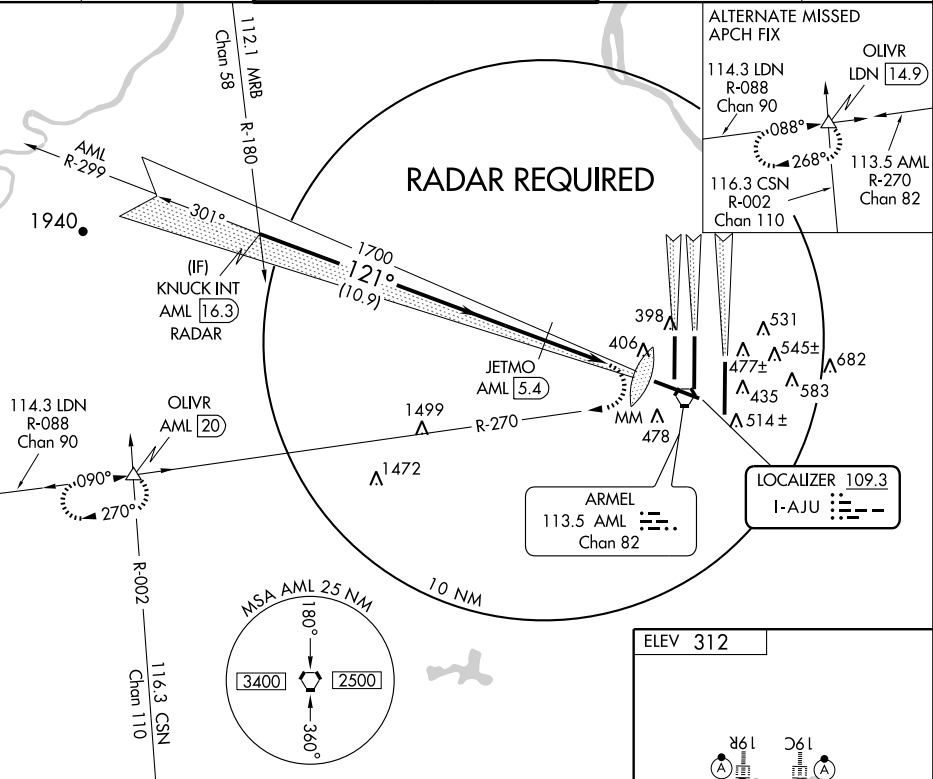 112.1 MRB
Chan 58
R-180
AML
R-299
1940
301°
1700
121°
(10.9)
(IF)
KNUCK INT
AML 16.3
RADAR
RADAR REQUIRED
ALTERNATE MISSED
APCH FIX
OLIVR
LDN 14.9
114.3 LDN
R-088
Chan 90
088°
268°
113.5 AML
R-270
Chan 82
116.3 CSN
R-002
Chan 110
JETMO
AML 5.4
398
406
MM
478
531
545±
477±
682
435
583
514±
114.3 LDN
R-088
Chan 90
OLIVR
AML 20
090°
270°
1499
R-270
1472
ARMEL
113.5 AML
Chan 82
LOCALIZER 109.3
I-AJU
R-002
116.3 CSN
Chan 110
10 NM
MSA AML 25 NM
180°
3400
2500
360°
ELEV 312
19R
19C
A
A